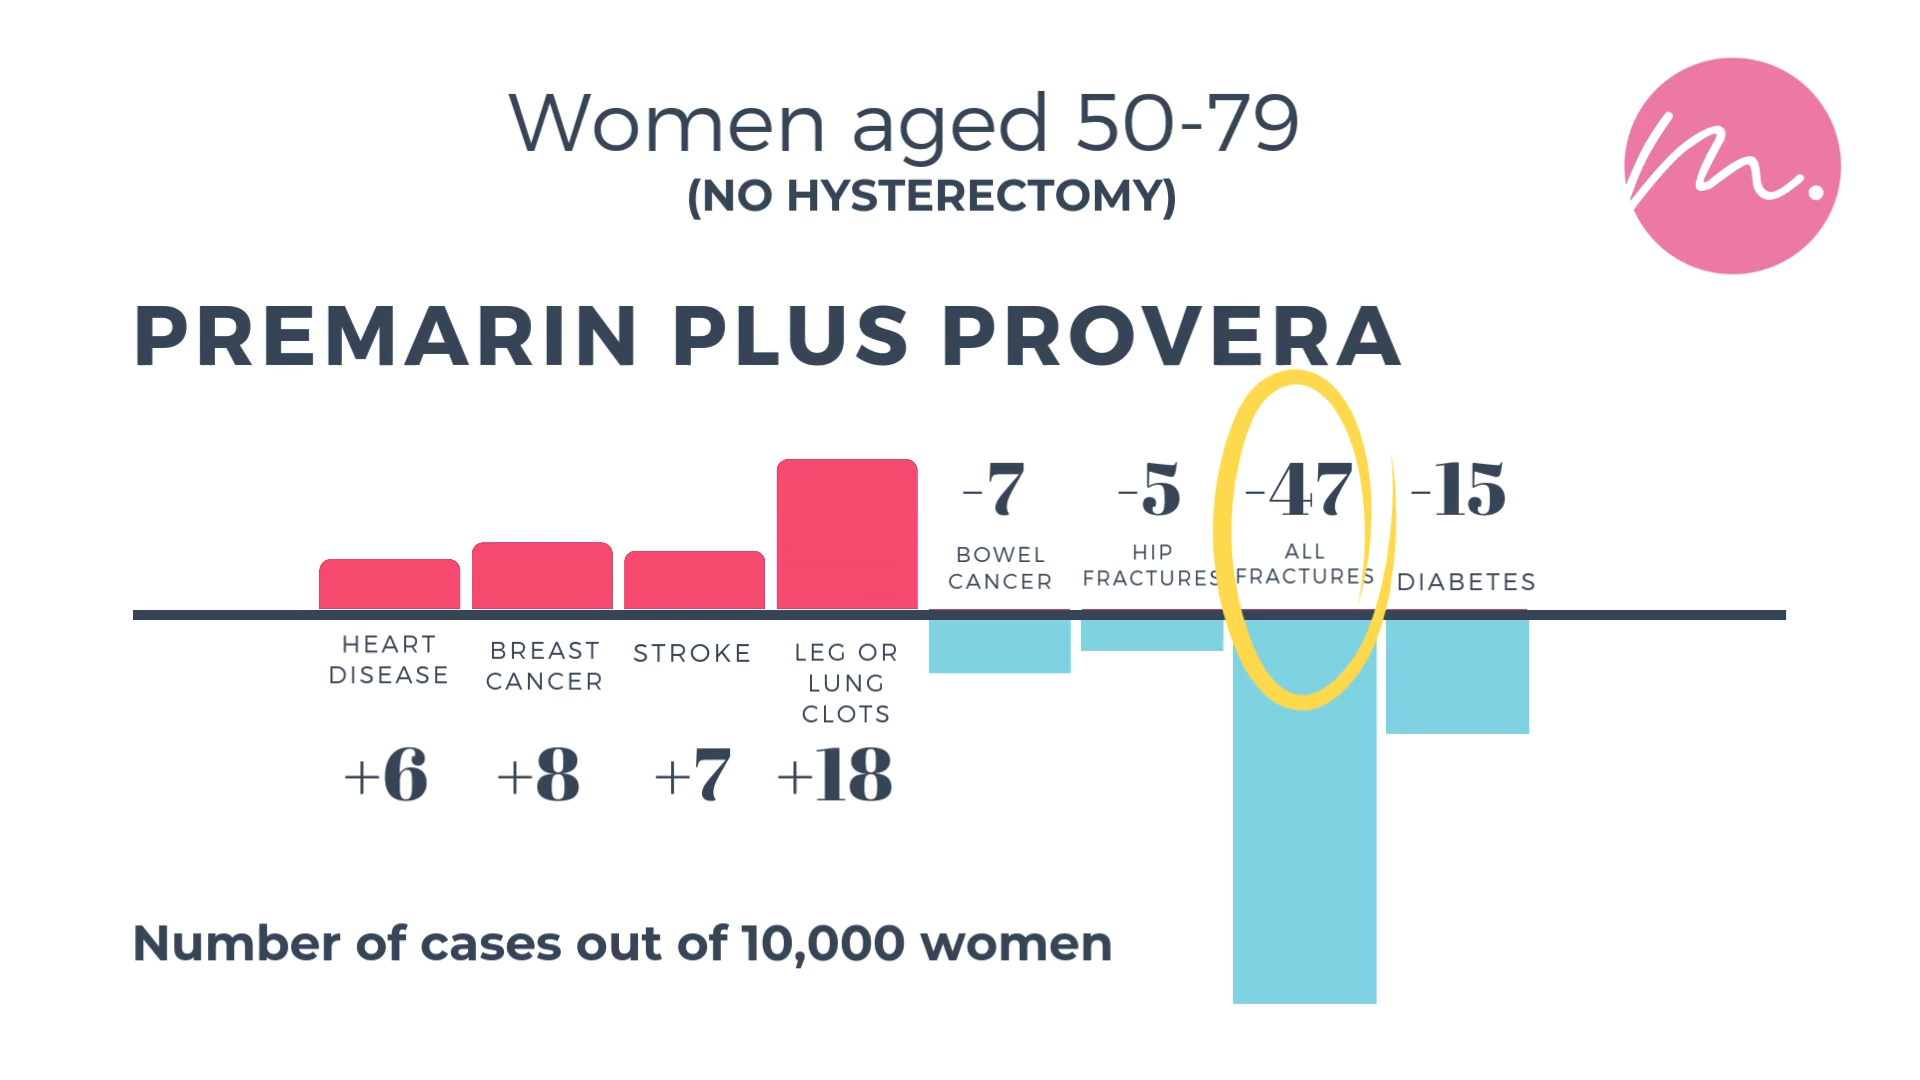 Women aged 50-79
(NO HYSTERECTOMY)
m.
PREMARIN PLUS PROVERA
-7
-5
-47
-15
BOWEL
CANCER
HIP
FRACTURES
ALL
FRACTURES
DIABETES
HEART
DISEASE
BREAST
CANCER
STROKE
LEG OR
LUNG
CLOTS
+6
+8
+7
+18
Number of cases out of 10,000 women